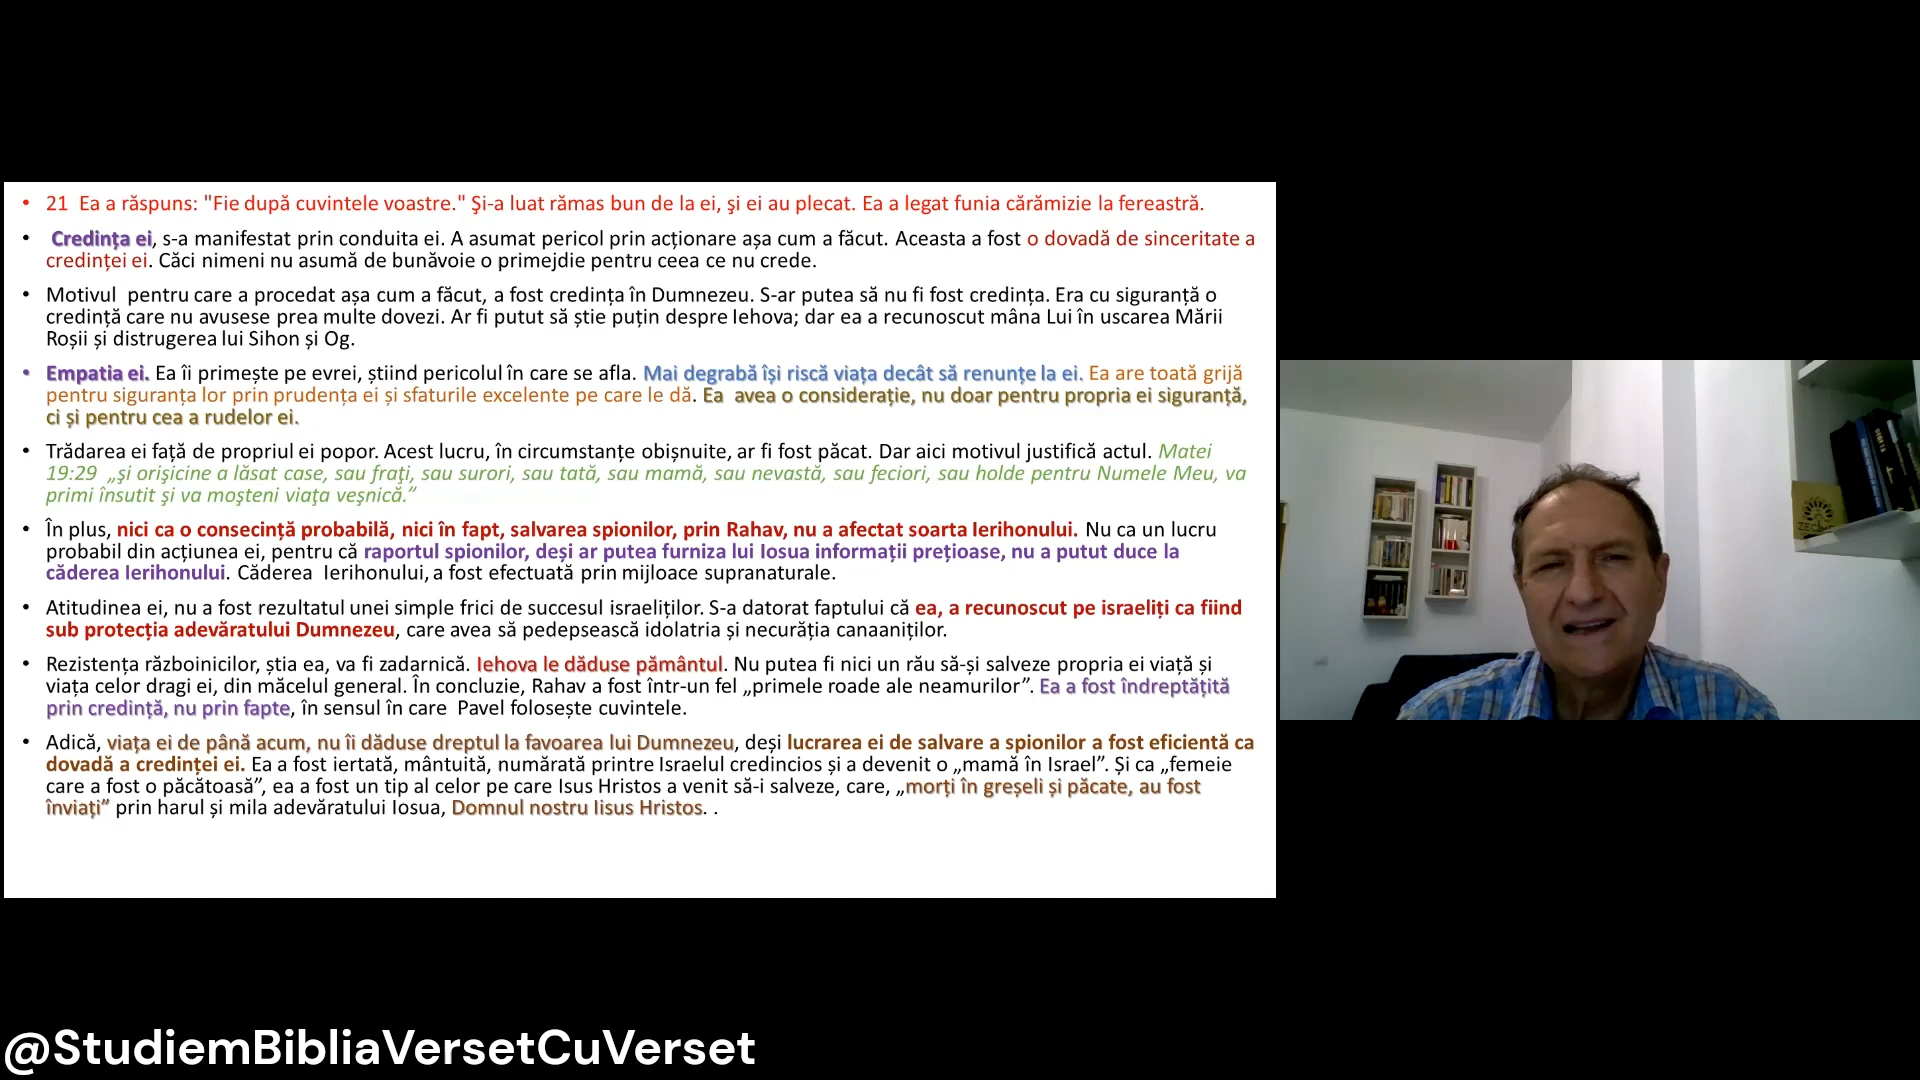 • 21 Ea a răspuns: "Fie după cuvintele voastre." Şi-a luat rămas bun de la ei, şi ei au plecat. Ea a legat funia cărămizie la fereastră.
• Credința ei, s-a manifestat prin conduita ei. A asumat pericol prin acționare așa cum a făcut. Aceasta a fost o dovadă de sinceritate a
credinței ei. Căci nimeni nu asumă de bunăvoie o primejdie pentru ceea ce nu crede.
• Motivul pentru care a procedat așa cum a făcut, a fost credința în Dumnezeu. S-ar putea să nu fi fost credința. Era cu siguranță o
credință care nu avusese prea multe dovezi. Ar fi putut să știe puțin despre Iehova; dar ea a recunoscut mâna Lui în uscarea Mării
Roșii și distrugerea lui Sihon și Og.
• Empatia ei. Ea îi primește pe evrei, știind pericolul în care se afla. Mai degrabă își riscă viața decât să renunțe la ei. Ea are toată grijă
pentru siguranța lor prin prudența ei și sfaturile excelente pe care le dă. Ea avea o considerație, nu doar pentru propria ei siguranță,
ci și pentru cea a rudelor ei.
• Trădarea ei față de propriul ei popor. Acest lucru, în circumstanțe obișnuite, ar fi fost păcat. Dar aici motivul justifică actul. Matei
19:29 „şi orişicine a lăsat case, sau fraţi, sau surori, sau tată, sau mamă, sau nevastă, sau feciori, sau holde pentru Numele Meu, va
primi însutit şi va moşteni viaţa veşnică.”
• În plus, nici ca o consecință probabilă, nici în fapt, salvarea spionilor, prin Rahav, nu a afectat soarta Ierihonului. Nu ca un lucru
probabil din acțiunea ei, pentru că raportul spionilor, deși ar putea furniza lui Iosua informații prețioase, nu a putut duce la
căderea Ierihonului. Căderea Ierihonului, a fost efectuată prin mijloace supranaturale.
• Atitudinea ei, nu a fost rezultatul unei simple frici de succesul israeliților. S-a datorat faptului că ea, a recunoscut pe israeliți ca fiind
sub protecția adevăratului Dumnezeu, care avea să pedepsească idolatria și necurăția canaaniților.
• Rezistența războinicilor, știa ea, va fi zadarnică. Iehova le dăduse pământul. Nu putea fi nici un rău să-și salveze propria ei viață și
viața celor dragi ei, din măcelul general. În concluzie, Rahav a fost într-un fel „primele roade ale neamurilor”. Ea a fost îndreptățită
prin credință, nu prin fapte, în sensul în care Pavel folosește cuvintele.
• Adică, viața ei de până acum, nu îi dăduse dreptul la favoarea lui Dumnezeu, deși lucrarea ei de salvare a spionilor a fost eficientă ca
dovadă a credinței ei. Ea a fost iertată, mântuită, numărată printre Israelul credincios și a devenit o „mamă în Israel”. Și ca „femeie
care a fost o păcătoasă”, ea a fost un tip al celor pe care Isus Hristos a venit să-i salveze, care, „morți în greșeli și păcate, au fost
înviați” prin harul și mila adevăratului Iosua, Domnul nostru Iisus Hristos. .
@StudiemBibliaVersetCuVerset